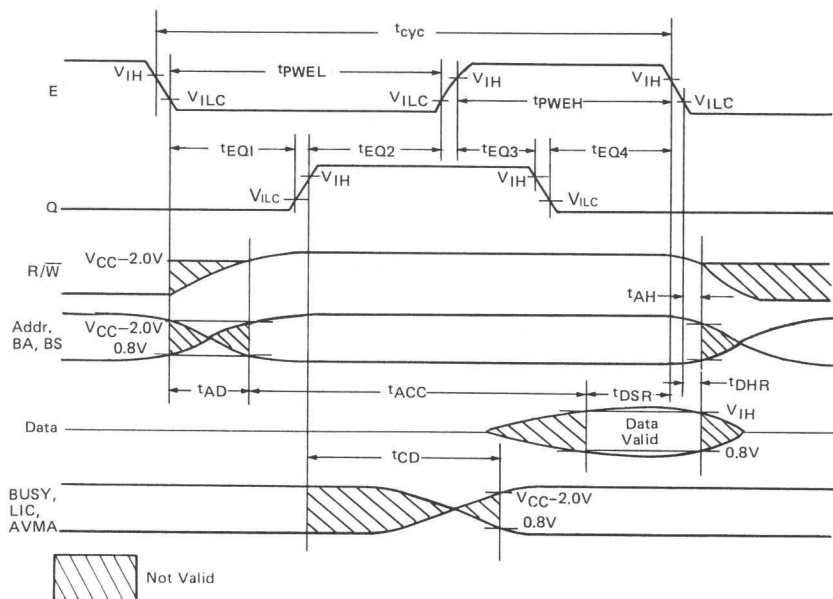 tcyc
E
VIH
tPWEL
VILC
VILC
VIH
VIH
tPWEH
VILC
tEQ1
tEQ2
tEQ3
tEQ4
Q
VILC
VIH
VIH
VILC
R/W̅
VCC−2.0V
tAH
Addr,
BA, BS
VCC−2.0V
0.8V
tAD
tACC
tDSR
tDHR
Data
Data
Valid
VIH
0.8V
tCD
BUSY,
LIC,
AVMA
VCC−2.0V
0.8V
Not Valid